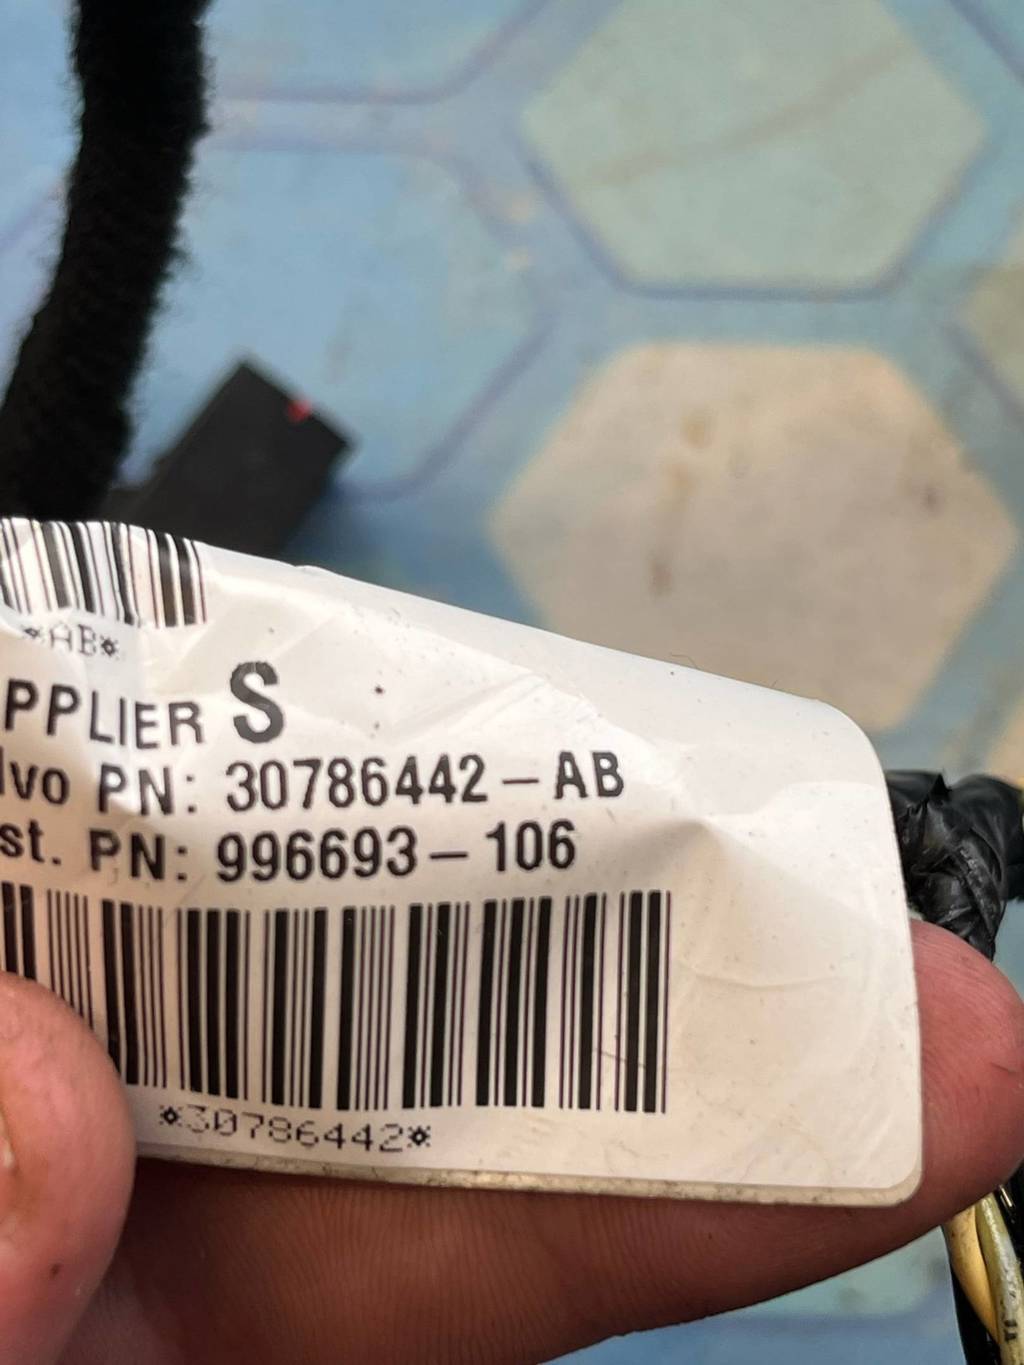 *AB*
PPLIER S
lvo PN: 30786442-AB
st. PN: 996693-106
*30786442*